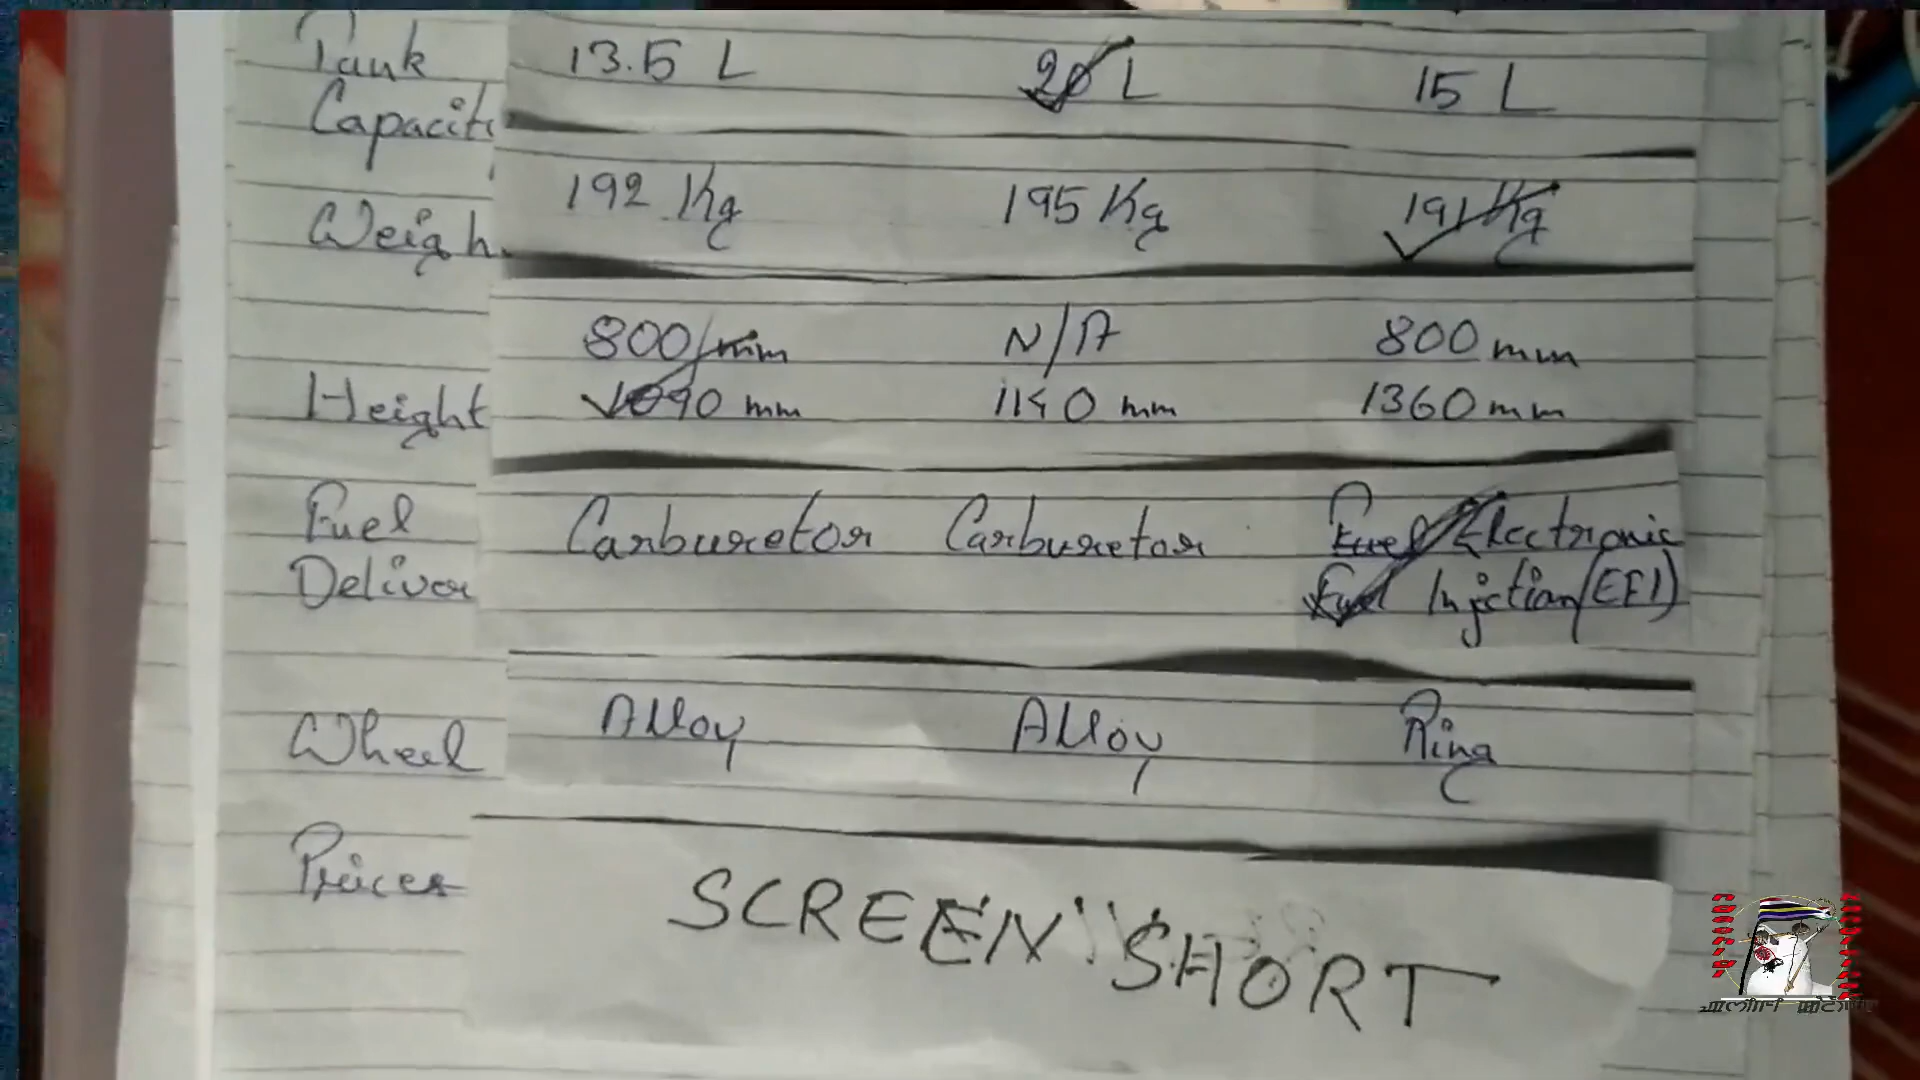 Tank 13.5 L 20 L 15 L
Capaciti
Weigh 192 Kg 195 Kg 191 Kg
800 mm N/A 800 mm
Height 1090 mm 1140 mm 1360 mm
Fuel Carburetor Carburetor Fuel Electronic
Deliver Fuel Injction (EFI)
Wheel Alloy Alloy Ring
Prices
SCREEN SHORT